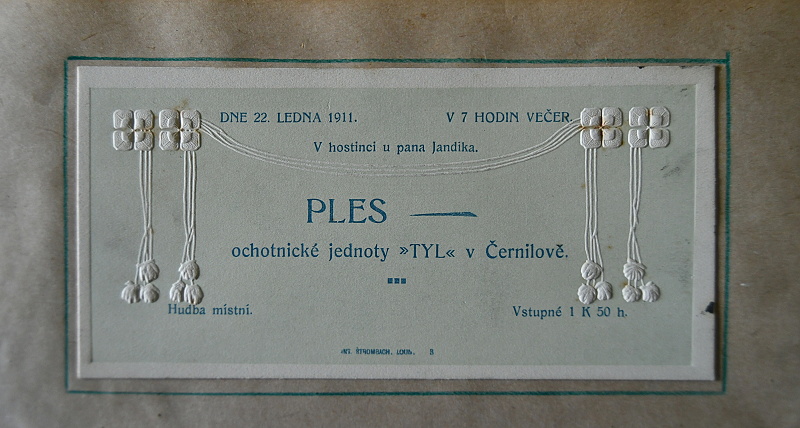 DNE 22. LEDNA 1911. V 7 HODIN VEČER.
V hostinci u pana Jandika.
PLES
ochotnické jednoty »TYL« v Černilově.
Hudba místní. Vstupné 1 K 50 h.